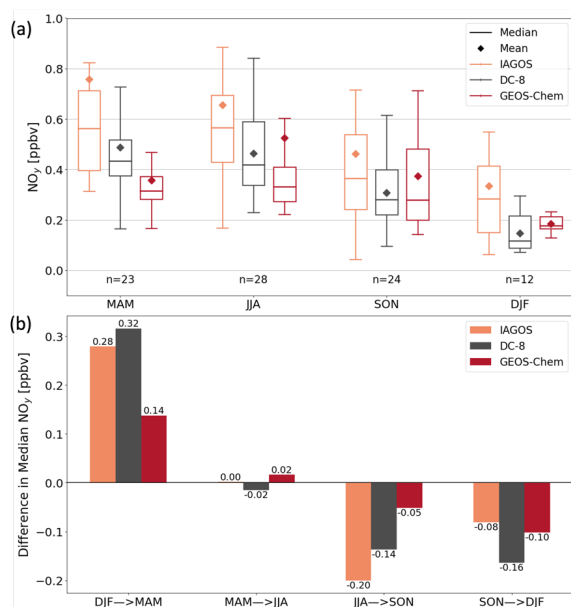 (a)
1.0
0.8
0.6
0.4
0.2
0.0
NOy [ppbv]
Median
Mean
IAGOS
DC-8
GEOS-Chem
n=23 n=28 n=24 n=12
MAM JJA SON DJF
(b)
0.3
0.2
0.1
0.0
−0.1
−0.2
Difference in Median NOy [ppbv]
IAGOS
DC-8
GEOS-Chem
0.28 0.32 0.14
0.00 -0.02 0.02
-0.20 -0.14 -0.05
-0.08 -0.16 -0.10
DJF—>MAM MAM—>JJA JJA—>SON SON—>DJF